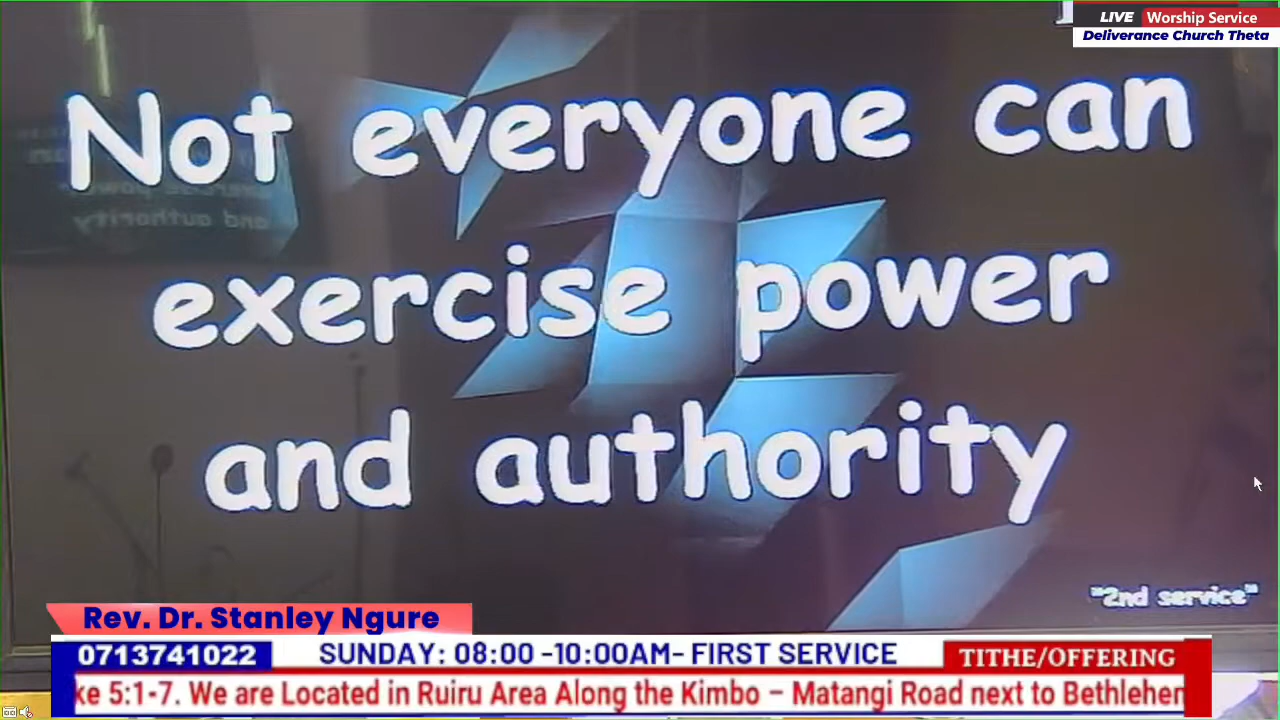 LIVE Worship Service
Deliverance Church Theta
Not everyone can
exercise power
and authority
"2nd service"
Rev. Dr. Stanley Ngure
0713741022 SUNDAY: 08:00 -10:00AM- FIRST SERVICE TITHE/OFFERING
ke 5:1-7. We are Located in Ruiru Area Along the Kimbo – Matangi Road next to Bethlehem